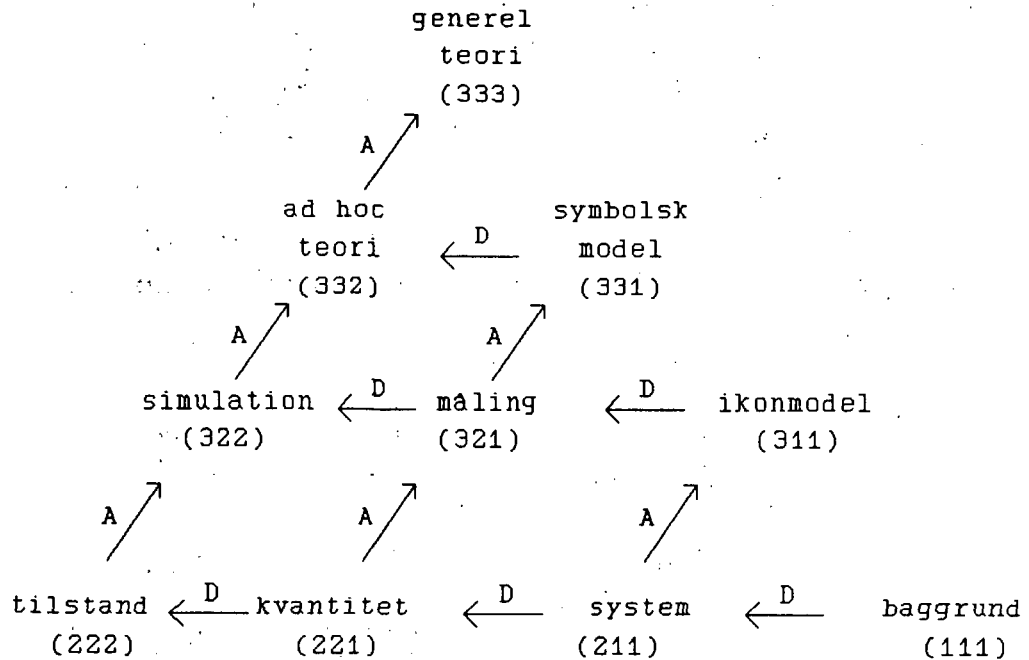 generel
teori
(333)
A
ad hoc symbolsk
teori D model
(332) (331)
A A
simulation D måling D ikonmodel
(322) (321) (311)
A A A
tilstand D kvantitet D system D baggrund
(222) (221) (211) (111)